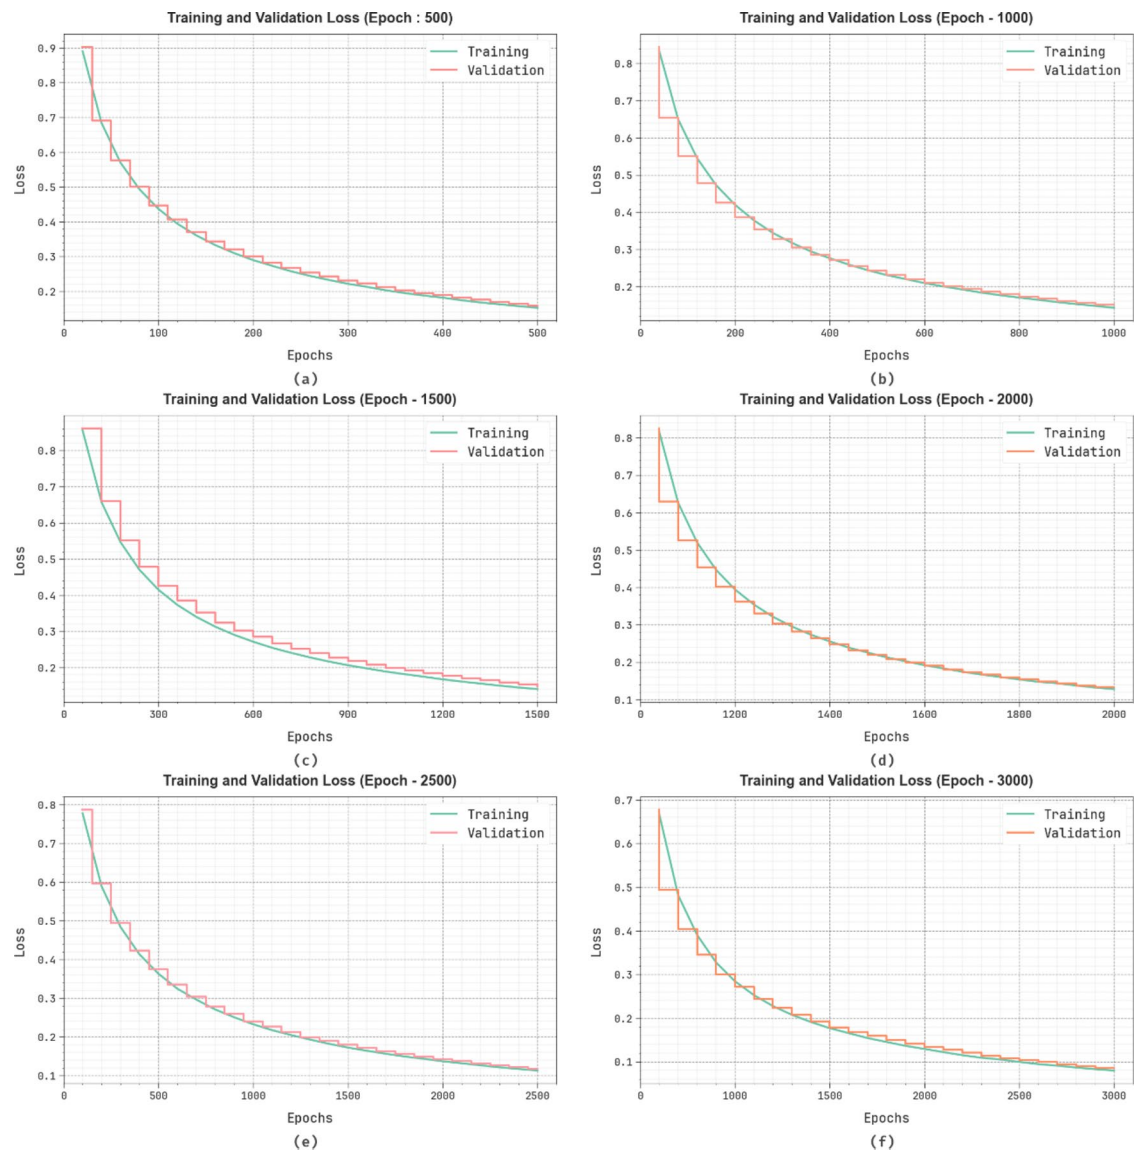 Training and Validation Loss (Epoch : 500)
Training
Validation
0.9
0.8
0.7
0.6
0.5
0.4
0.3
0.2
Loss
0 100 200 300 400 500
Epochs
(a)
Training and Validation Loss (Epoch - 1000)
Training
Validation
0.8
0.7
0.6
0.5
0.4
0.3
0.2
Loss
0 200 400 600 800 1000
Epochs
(b)
Training and Validation Loss (Epoch - 1500)
Training
Validation
0.8
0.7
0.6
0.5
0.4
0.3
0.2
Loss
0 300 600 900 1200 1500
Epochs
(c)
Training and Validation Loss (Epoch - 2000)
Training
Validation
0.8
0.7
0.6
0.5
0.4
0.3
0.2
0.1
Loss
0 1200 1400 1600 1800 2000
Epochs
(d)
Training and Validation Loss (Epoch - 2500)
Training
Validation
0.8
0.7
0.6
0.5
0.4
0.3
0.2
0.1
Loss
0 500 1000 1500 2000 2500
Epochs
(e)
Training and Validation Loss (Epoch - 3000)
Training
Validation
0.7
0.6
0.5
0.4
0.3
0.2
0.1
Loss
0 1000 1500 2000 2500 3000
Epochs
(f)